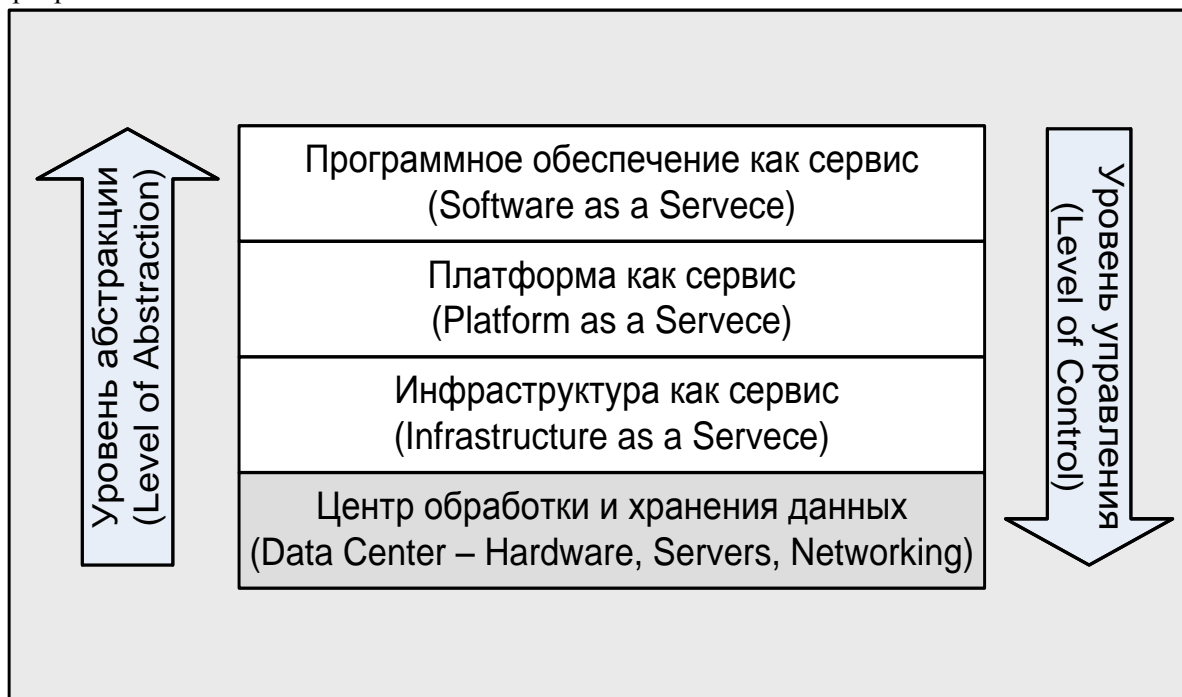 Уровень абстракции
(Level of Abstraction)
Программное обеспечение как сервис
(Software as a Servece)
Платформа как сервис
(Platform as a Servece)
Инфраструктура как сервис
(Infrastructure as a Servece)
Центр обработки и хранения данных
(Data Center – Hardware, Servers, Networking)
Уровень управления
(Level of Control)